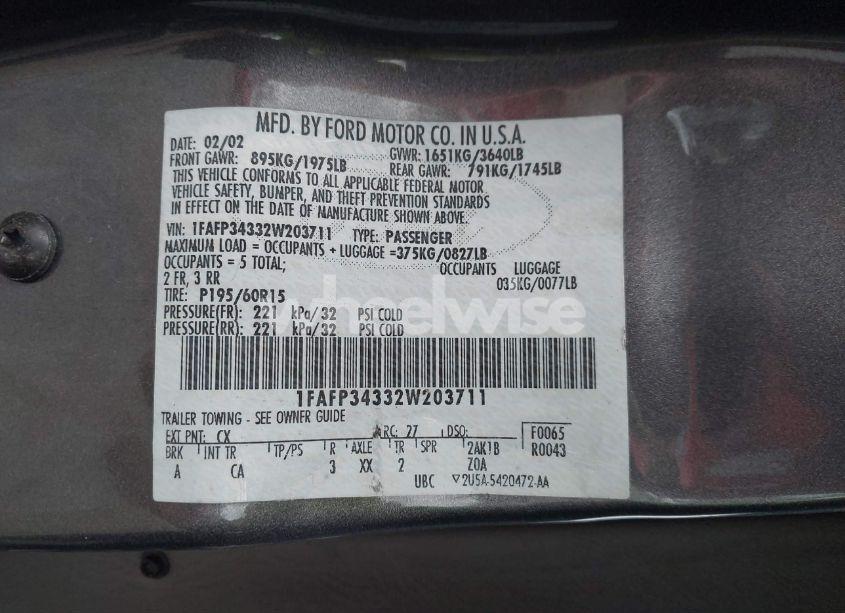 MFD. BY FORD MOTOR CO. IN U.S.A.
DATE: 02/02 GVWR: 1651KG/3640LB
FRONT GAWR: 895KG/1975LB REAR GAWR: 791KG/1745LB
THIS VEHICLE CONFORMS TO ALL APPLICABLE FEDERAL MOTOR
VEHICLE SAFETY, BUMPER, AND THEFT PREVENTION STANDARDS
IN EFFECT ON THE DATE OF MANUFACTURE SHOWN ABOVE.
VIN: 1FAFP34332W203711 TYPE: PASSENGER
MAXIMUM LOAD = OCCUPANTS + LUGGAGE =375KG/0827LB
OCCUPANTS = 5 TOTAL; OCCUPANTS LUGGAGE
2 FR, 3 RR 035KG/0077LB
TIRE: P195/60R15
PRESSURE(FR): 221 kPa/32 PSI COLD
PRESSURE(RR): 221 kPa/32 PSI COLD
wheelwise
1FAFP34332W203711
TRAILER TOWING - SEE OWNER GUIDE
EXT PNT: CX RC: 27 DSO: F0065
BRK INT TR TP/PS R AXLE TR SPR 2AK1B R0043
A CA 3 XX 2 Z0A
UBC ▽2U5A-5420472-AA